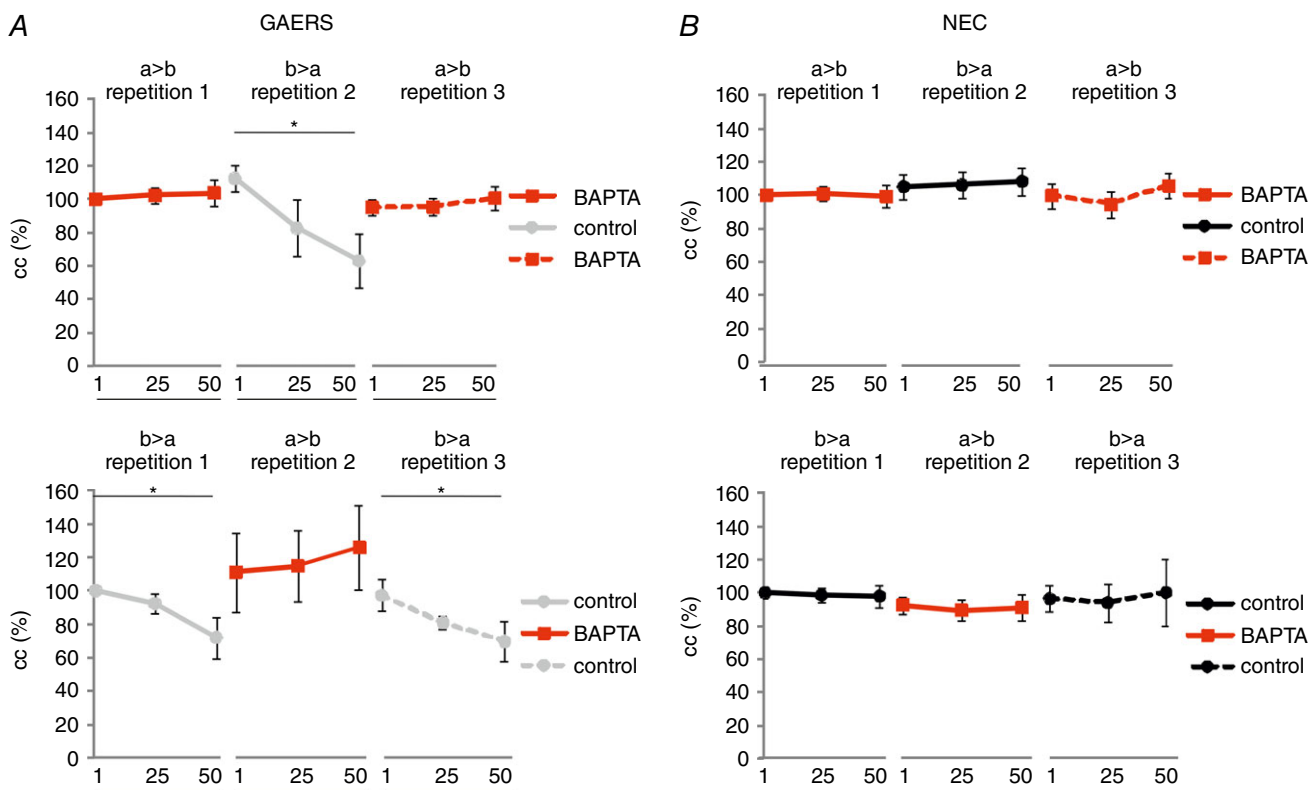 A
GAERS
a>b
repetition 1
b>a
repetition 2
a>b
repetition 3
160
140
120
100
80
60
40
20
0
cc (%)
*
1 25 50 1 25 50 1 25 50
BAPTA
control
BAPTA
b>a
repetition 1
a>b
repetition 2
b>a
repetition 3
160
140
120
100
80
60
40
20
0
cc (%)
* *
1 25 50 1 25 50 1 25 50
control
BAPTA
control
B
NEC
a>b
repetition 1
b>a
repetition 2
a>b
repetition 3
160
140
120
100
80
60
40
20
0
cc (%)
1 25 50 1 25 50 1 25 50
BAPTA
control
BAPTA
b>a
repetition 1
a>b
repetition 2
b>a
repetition 3
160
140
120
100
80
60
40
20
0
cc (%)
1 25 50 1 25 50 1 25 50
control
BAPTA
control